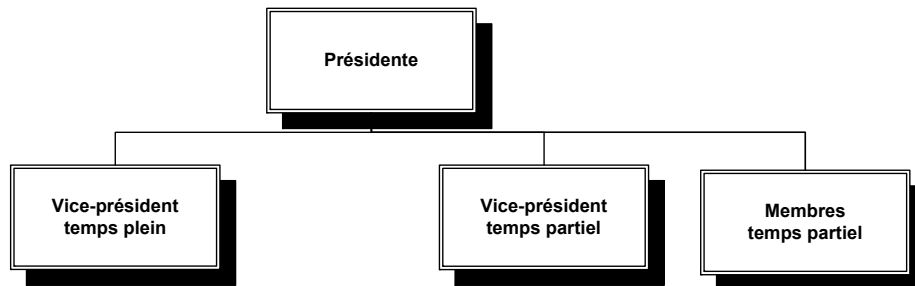 Présidente
Vice-président
temps plein
Vice-président
temps partiel
Membres
temps partiel